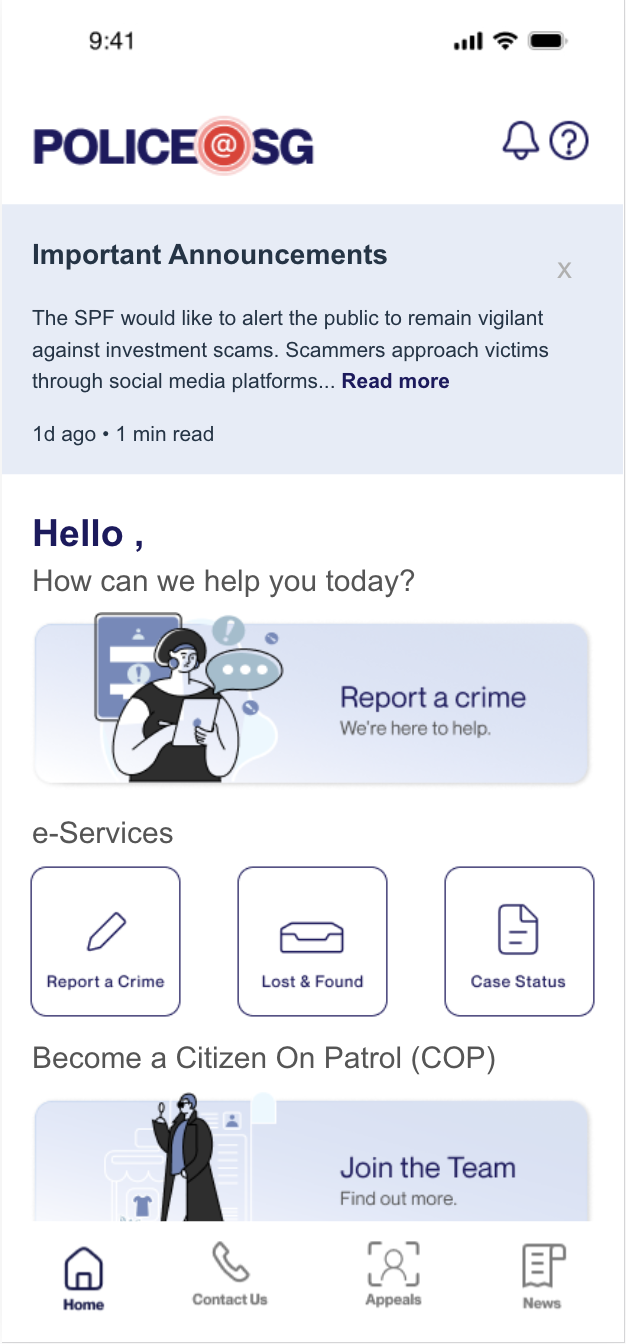 9:41
POLICE@SG
Important Announcements
x
The SPF would like to alert the public to remain vigilant
against investment scams. Scammers approach victims
through social media platforms... Read more
1d ago • 1 min read
Hello ,
How can we help you today?
Report a crime
We're here to help.
e-Services
Report a Crime
Lost & Found
Case Status
Become a Citizen On Patrol (COP)
Join the Team
Find out more.
Home
Contact Us
Appeals
News